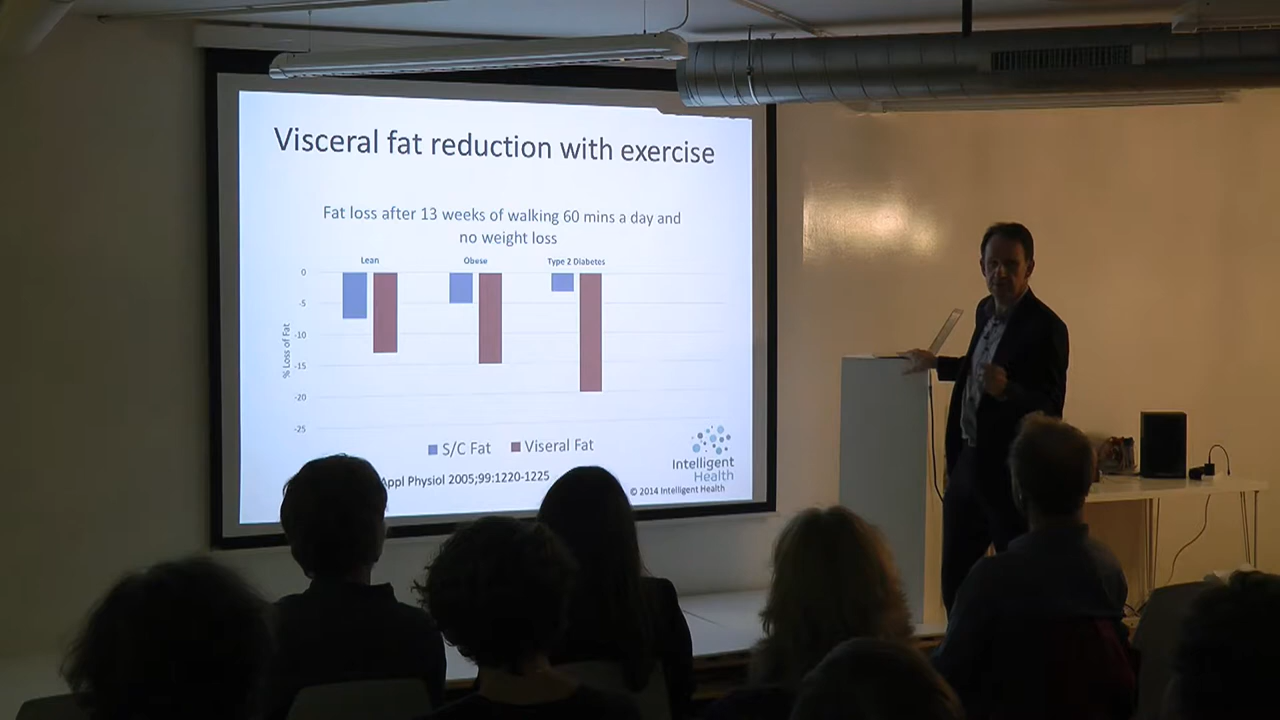 Visceral fat reduction with exercise
Fat loss after 13 weeks of walking 60 mins a day and
no weight loss
Lean
Obese
Type 2 Diabetes
0
-5
-10
-15
-20
-25
% Loss of Fat
S/C Fat
Viseral Fat
Appl Physiol 2005;99:1220-1225
Intelligent
Health
© 2014 Intelligent Health